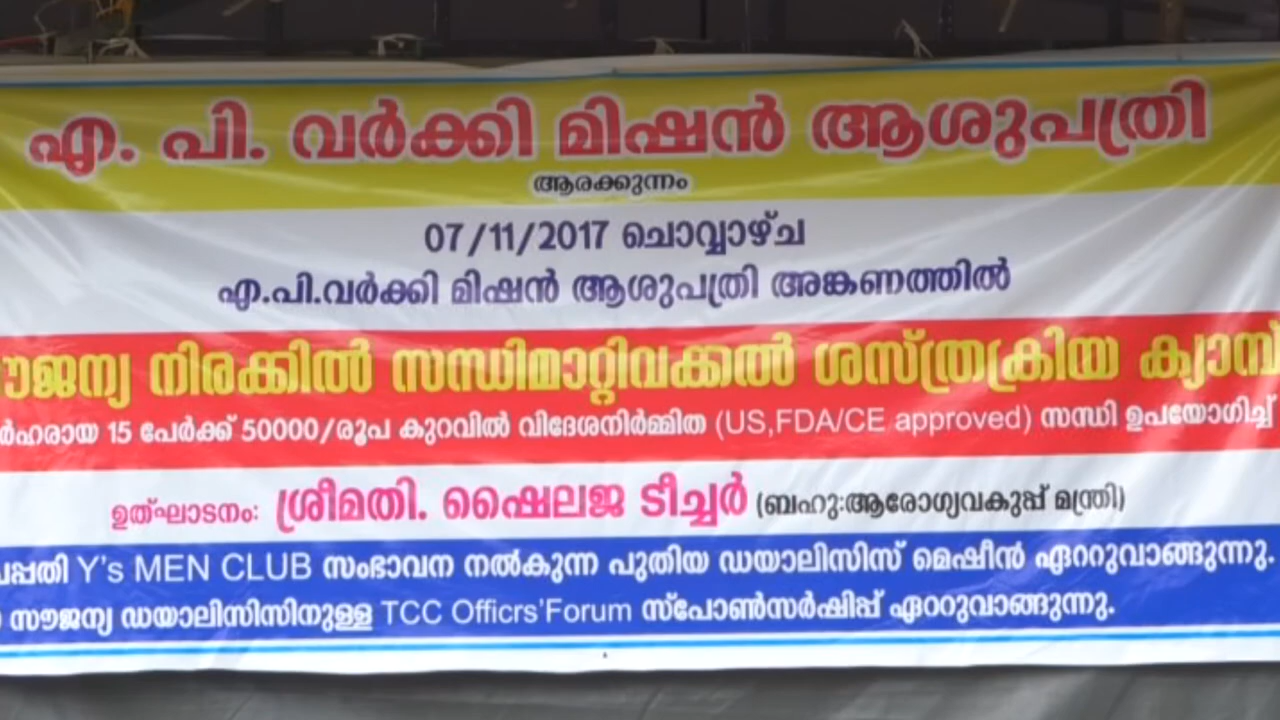 എ. പി. വർക്കി മിഷൻ ആശുപത്രി
ആരക്കുന്നം
07/11/2017 ചൊവ്വാഴ്ച
എ.പി.വർക്കി മിഷൻ ആശുപത്രി അങ്കണത്തിൽ
നിരക്കിൽ സന്ധിമാറ്റിവക്കൽ ശസ്ത്രക്രിയ ക്യാമ്പ്
15 പേർക്ക് 50000/രൂപ കുറവിൽ വിദേശനിർമ്മിത (US,FDA/CE approved) സന്ധി ഉപയോഗിച്ച്
ഉത്ഘാടനം: ശ്രീമതി. ഷൈലജ ടീച്ചർ (ബഹു:ആരോഗ്യവകുപ്പ് മന്ത്രി)
Y's MEN CLUB സംഭാവന നൽകുന്ന പുതിയ ഡയാലിസിസ് മെഷീൻ ഏററുവാങ്ങുന്നു.
സൗജന്യ ഡയാലിസിസിനുള്ള TCC Officrs'Forum സ്പോൺസർഷിപ്പ് ഏററുവാങ്ങുന്നു.